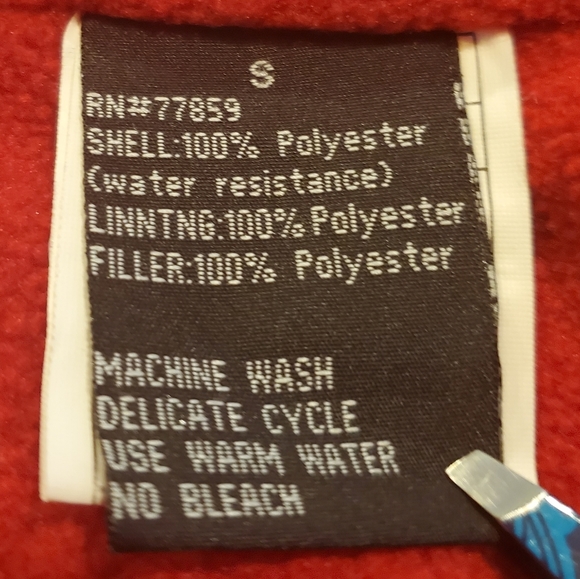 S
RN#77859
SHELL:100% Polyester
(water resistance)
LINNTNG:100% Polyester
FILLER:100% Polyester
MACHINE WASH
DELICATE CYCLE
USE WARM WATER
NO BLEACH